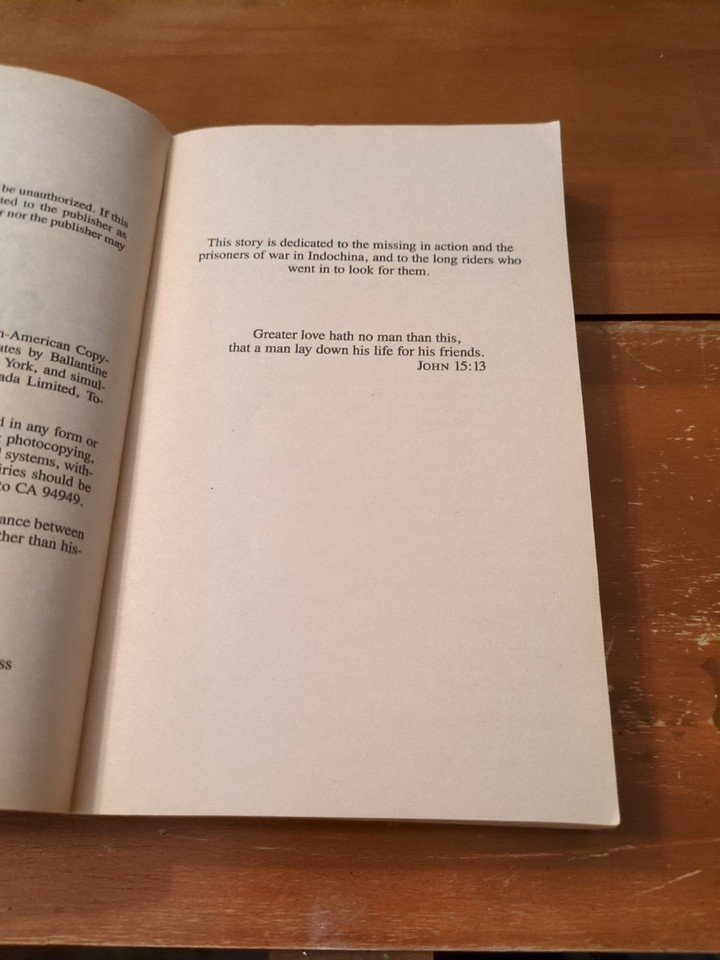 be unauthorized. If this
ted to the publisher as
r nor the publisher may
n-American Copy-
ates by Ballantine
York, and simul-
ada Limited, To-
d in any form or
photocopying,
systems, with-
iries should be
to CA 94949.
ance between
ther than his-
ss
This story is dedicated to the missing in action and the
prisoners of war in Indochina, and to the long riders who
went in to look for them.
Greater love hath no man than this,
that a man lay down his life for his friends.
JOHN 15:13